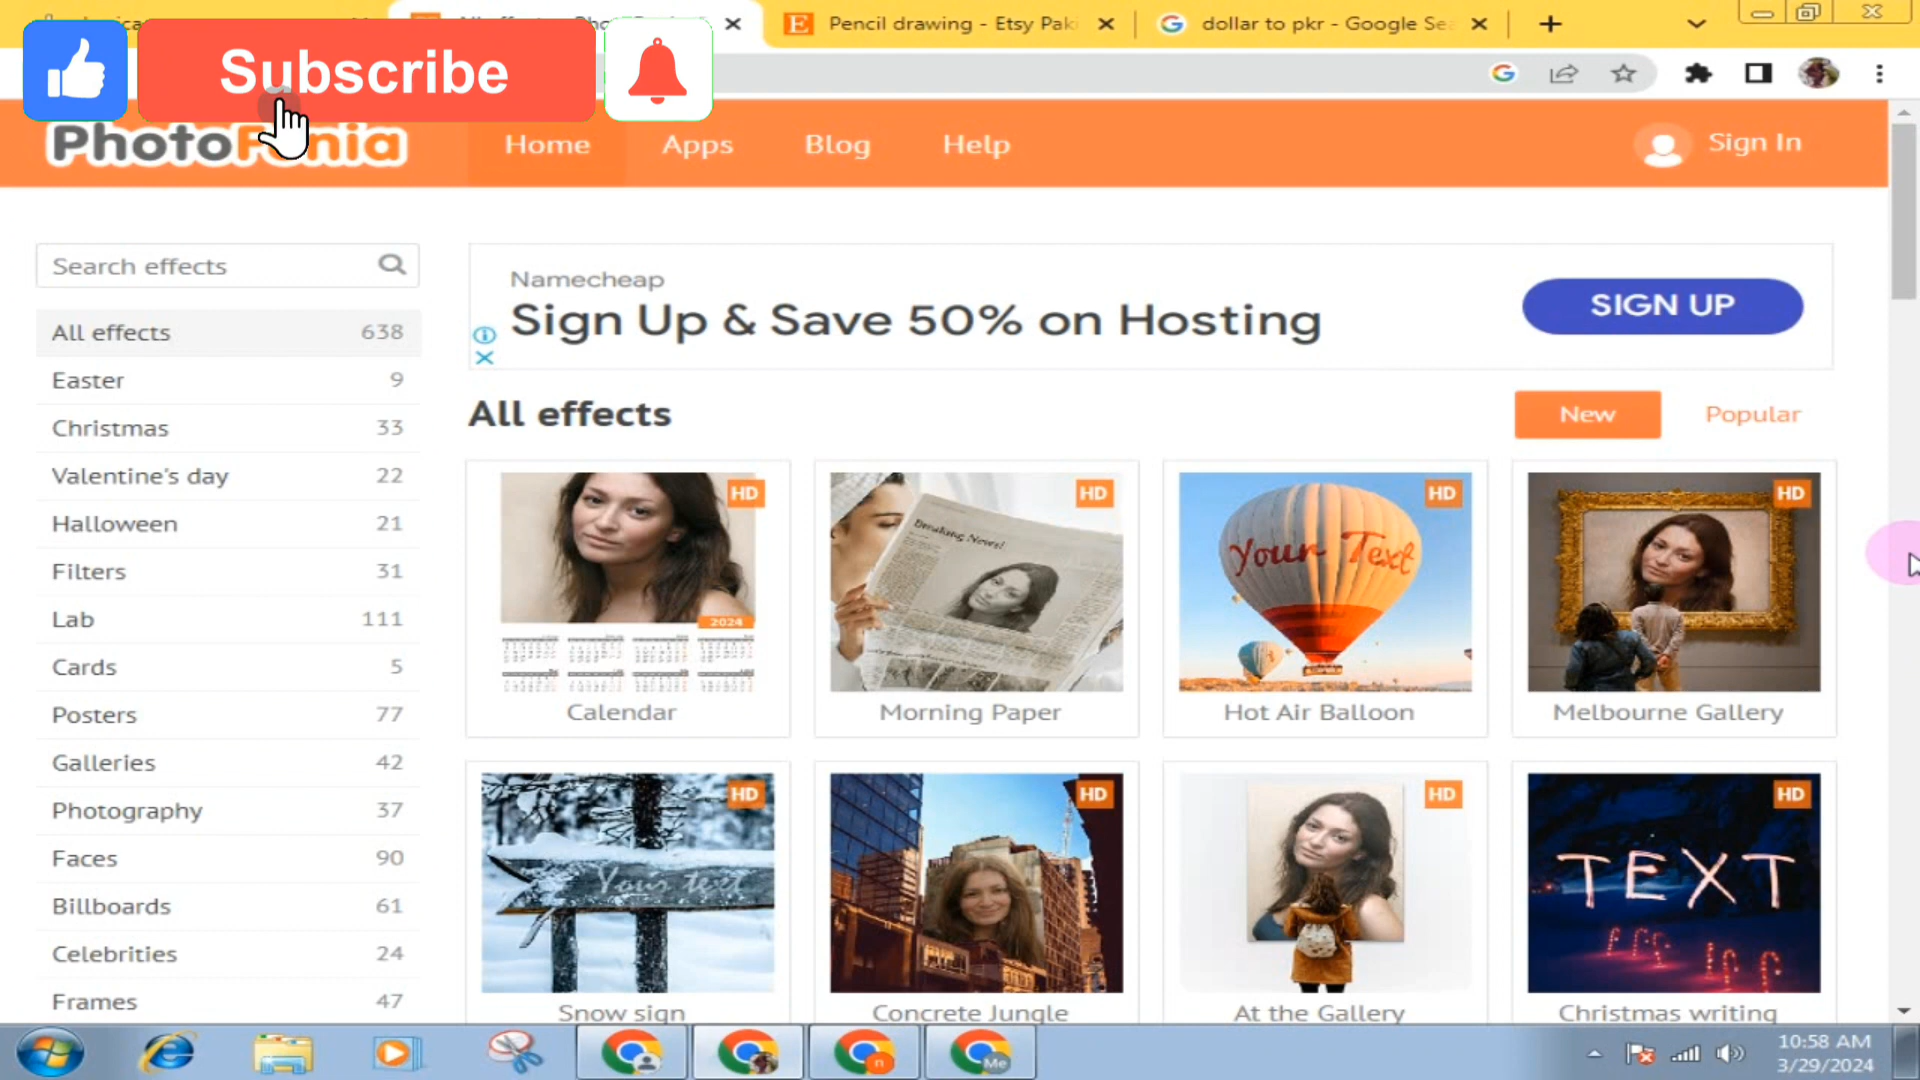 Pencil drawing - Etsy Pak
dollar to pkr - Google Se
Subscribe
PhotoFunia
Home
Apps
Blog
Help
Sign In
Search effects
All effects 638
Easter 9
Christmas 33
Valentine's day 22
Halloween 21
Filters 31
Lab 111
Cards 5
Posters 77
Galleries 42
Photography 37
Faces 90
Billboards 61
Celebrities 24
Frames 47
Namecheap
Sign Up & Save 50% on Hosting
SIGN UP
All effects
New
Popular
HD
2024
Calendar
HD
Breaking News!
Morning Paper
HD
Your Text
Hot Air Balloon
HD
Melbourne Gallery
HD
Your text
Snow sign
HD
Concrete Jungle
HD
At the Gallery
HD
TEXT
Christmas writing
n
Me
10:58 AM
3/29/2024